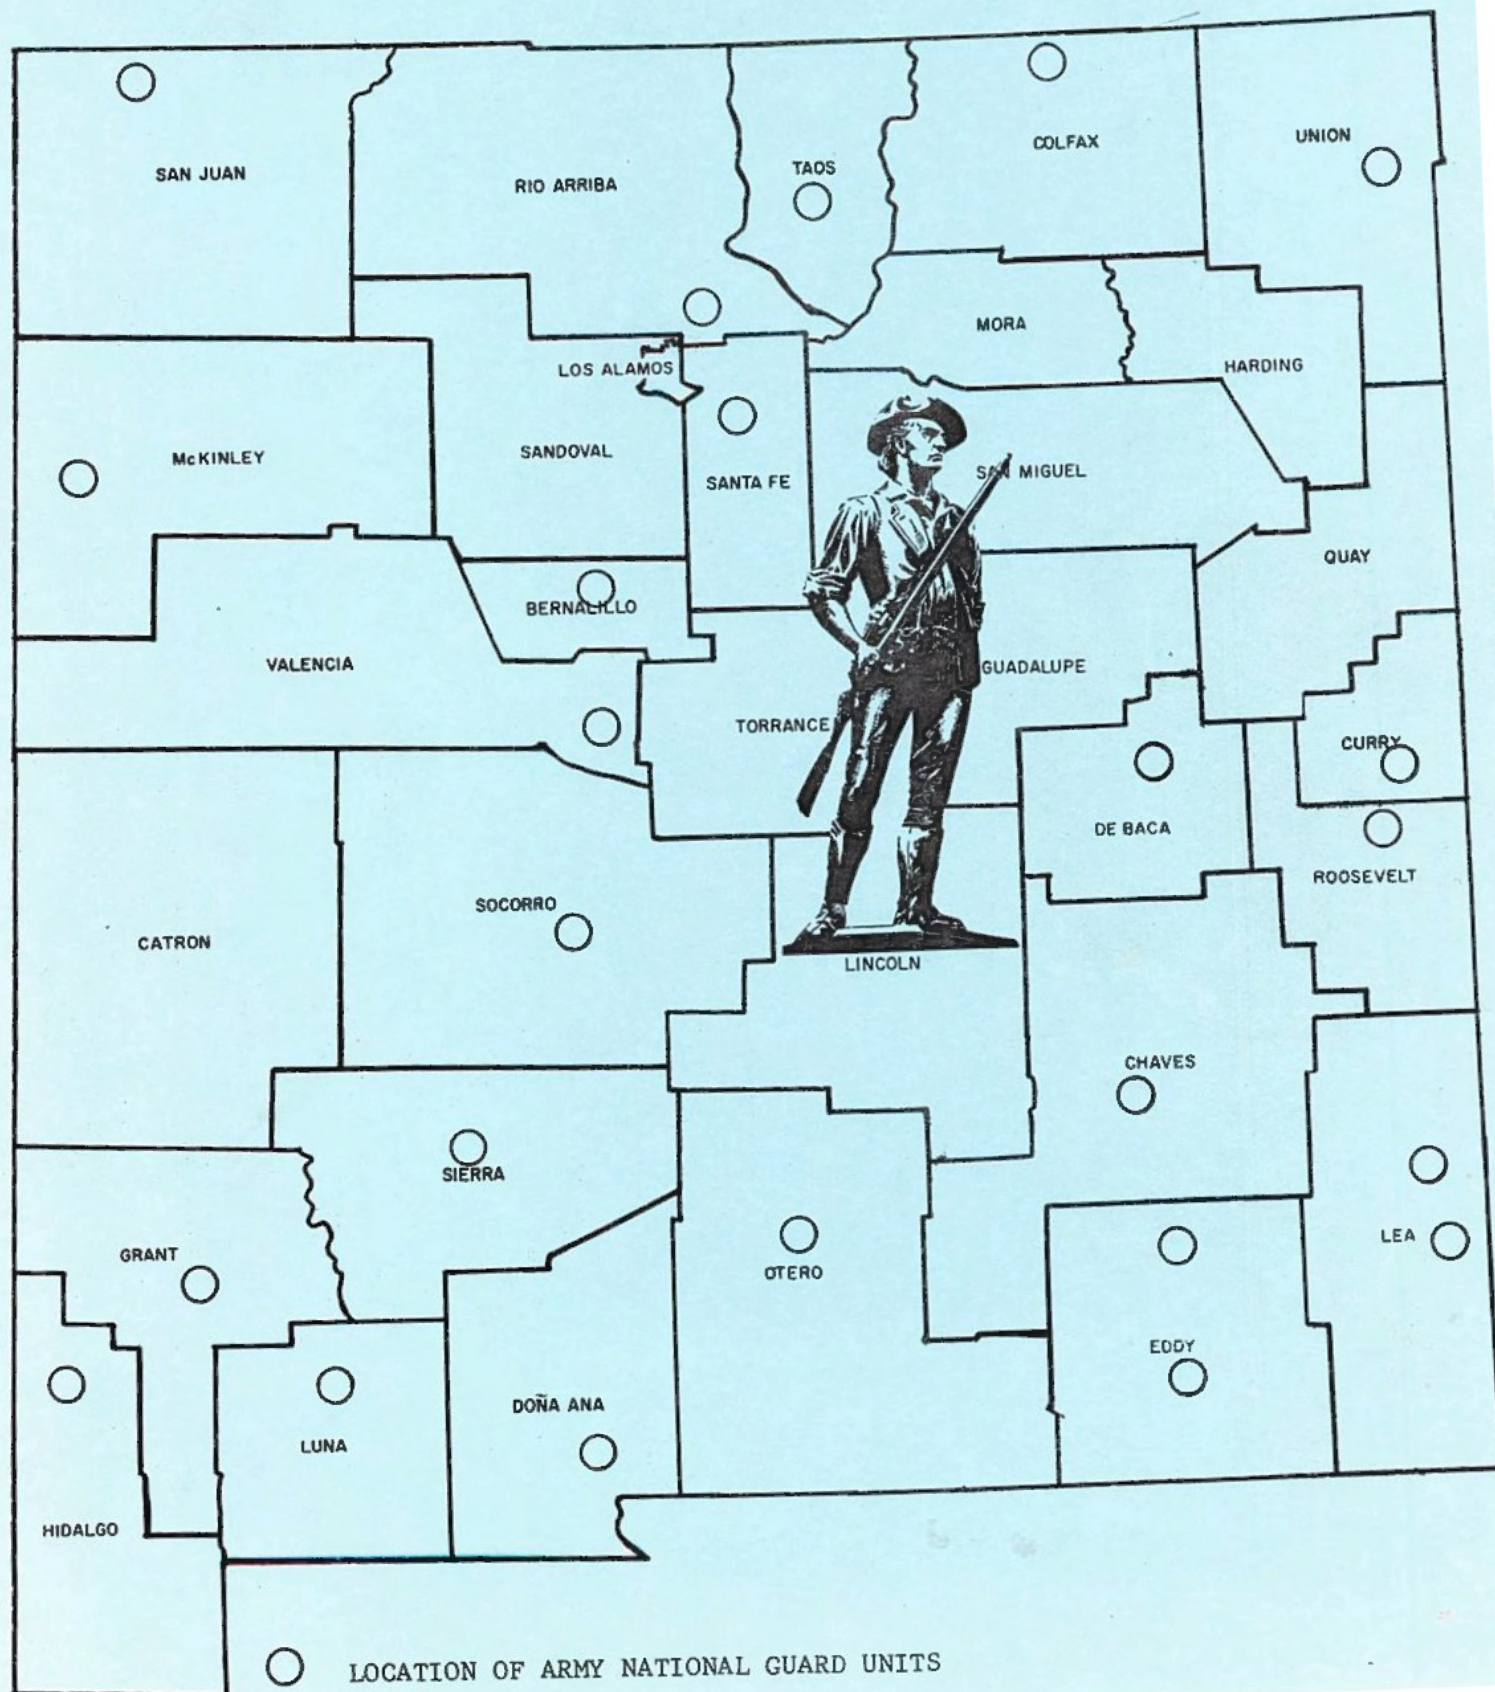 COLFAX
UNION
TAOS
SAN JUAN
RIO ARRIBA
MORA
HARDING
LOS ALAMOS
SANDOVAL
McKINLEY
SANTA FE
SAN MIGUEL
QUAY
BERNALILLO
VALENCIA
GUADALUPE
TORRANCE
CURRY
DE BACA
ROOSEVELT
SOCORRO
CATRON
LINCOLN
CHAVES
SIERRA
LEA
GRANT
OTERO
EDDY
DOÑA ANA
LUNA
HIDALGO
LOCATION OF ARMY NATIONAL GUARD UNITS